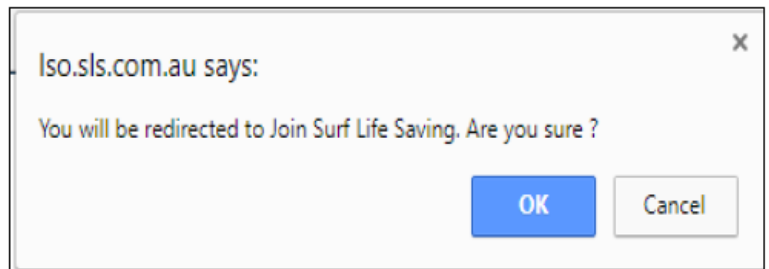 lso.sls.com.au says:
You will be redirected to Join Surf Life Saving. Are you sure ?
OK
Cancel